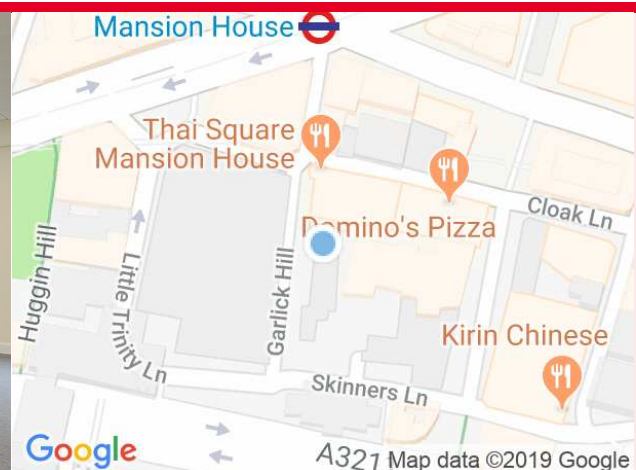 Mansion House
Thai Square
Mansion House
Domino's Pizza
Cloak Ln
Huggin Hill
Little Trinity Ln
Garlick Hill
Kirin Chinese
Skinners Ln
Google
A321
Map data ©2019 Google